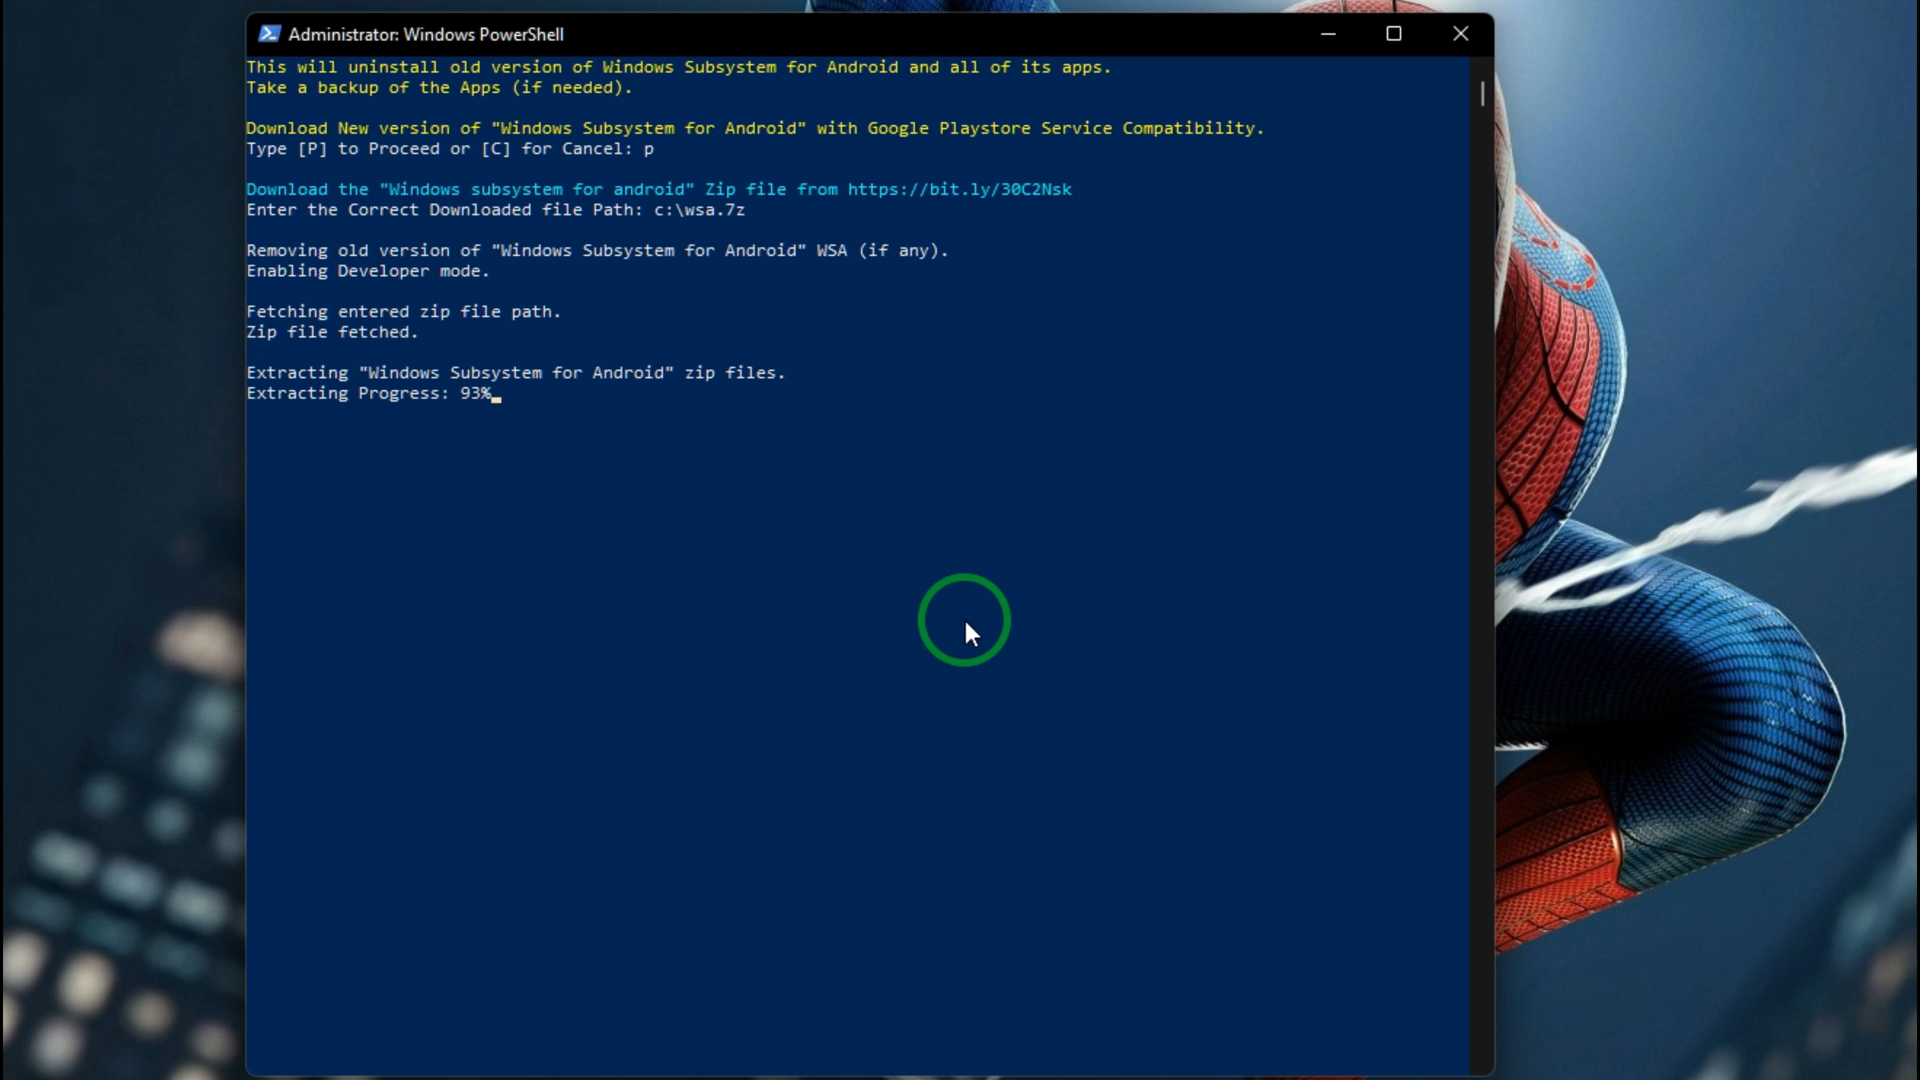 Administrator: Windows PowerShell
This will uninstall old version of Windows Subsystem for Android and all of its apps.
Take a backup of the Apps (if needed).
Download New version of "Windows Subsystem for Android" with Google Playstore Service Compatibility.
Type [P] to Proceed or [C] for Cancel: p
Download the "Windows subsystem for android" Zip file from https://bit.ly/30C2Nsk
Enter the Correct Downloaded file Path: c:\wsa.7z
Removing old version of "Windows Subsystem for Android" WSA (if any).
Enabling Developer mode.
Fetching entered zip file path.
Zip file fetched.
Extracting "Windows Subsystem for Android" zip files.
Extracting Progress: 93%